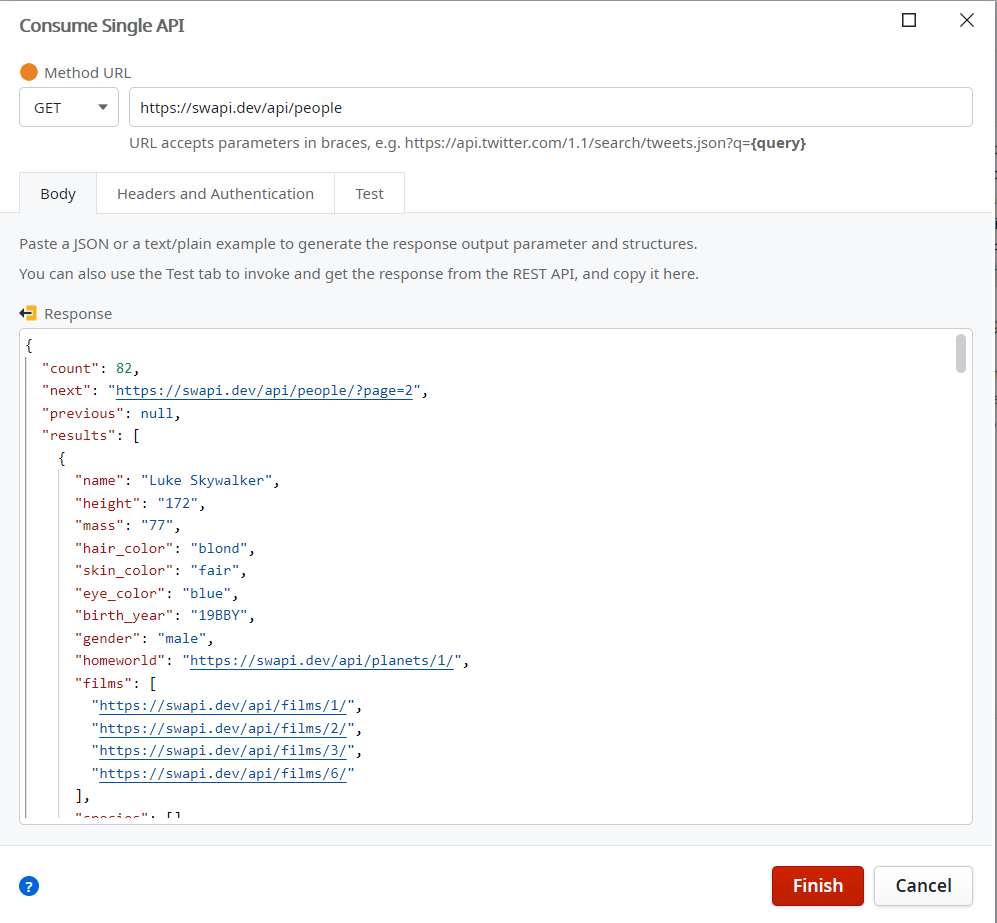 Consume Single API
Method URL
GET https://swapi.dev/api/people
URL accepts parameters in braces, e.g. https://api.twitter.com/1.1/search/tweets.json?q={query}
Body Headers and Authentication Test
Paste a JSON or a text/plain example to generate the response output parameter and structures.
You can also use the Test tab to invoke and get the response from the REST API, and copy it here.
Response
{
"count": 82,
"next": "https://swapi.dev/api/people/?page=2",
"previous": null,
"results": [
{
"name": "Luke Skywalker",
"height": "172",
"mass": "77",
"hair_color": "blond",
"skin_color": "fair",
"eye_color": "blue",
"birth_year": "19BBY",
"gender": "male",
"homeworld": "https://swapi.dev/api/planets/1/",
"films": [
"https://swapi.dev/api/films/1/",
"https://swapi.dev/api/films/2/",
"https://swapi.dev/api/films/3/",
"https://swapi.dev/api/films/6/"
],
"species": []
?
Finish Cancel